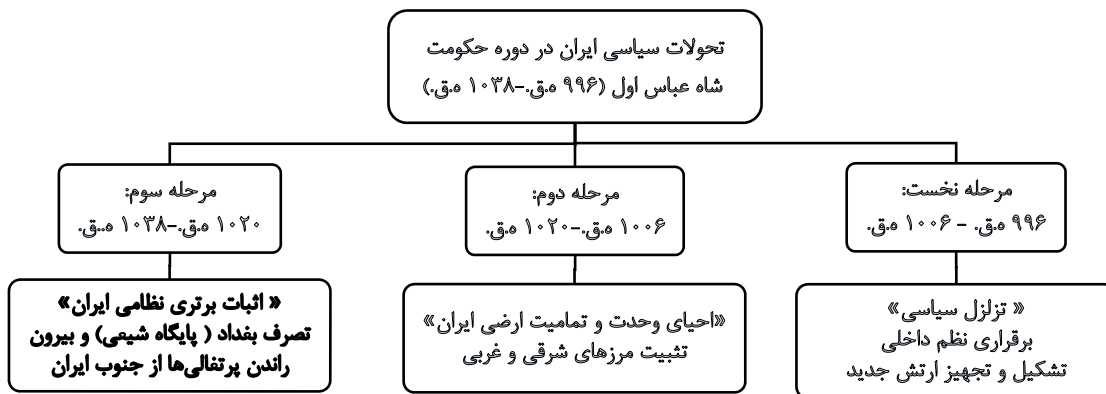 تحولات سیاسی ایران در دوره حکومت
شاه عباس اول (۹۹۶ ه.ق.-۱۰۳۸ ه.ق.)
مرحله نخست:
۹۹۶ ه.ق. - ۱۰۰۶ ه.ق.
« تزلزل سیاسی»
برقراری نظم داخلی
تشکیل و تجهیز ارتش جدید
مرحله دوم:
۱۰۰۶ ه.ق.-۱۰۲۰ ه.ق.
«احیای وحدت و تمامیت ارضی ایران»
تثبیت مرزهای شرقی و غربی
مرحله سوم:
۱۰۲۰ ه.ق.-۱۰۳۸ ه..ق.
« اثبات برتری نظامی ایران»
تصرف بغداد ( پایگاه شیعی) و بیرون
راندن پرتغالی‌ها از جنوب ایران